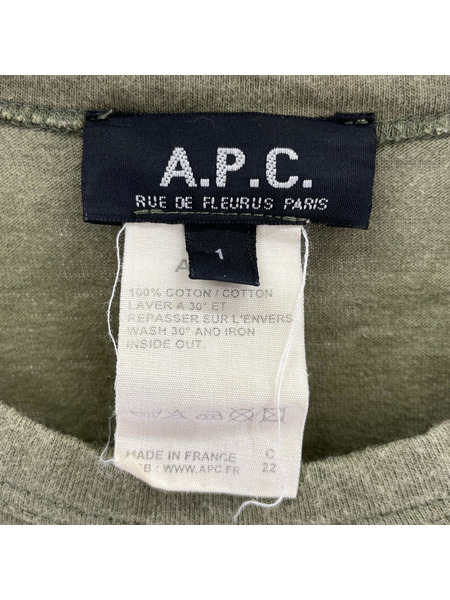 A.P.C.
RUE DE FLEURUS PARIS
1
100% COTON / COTTON
LAVER A 30° ET
REPASSER SUR L'ENVERS
WASH 30° AND IRON
INSIDE OUT.
MADE IN FRANCE C
: WWW.APC.FR 22